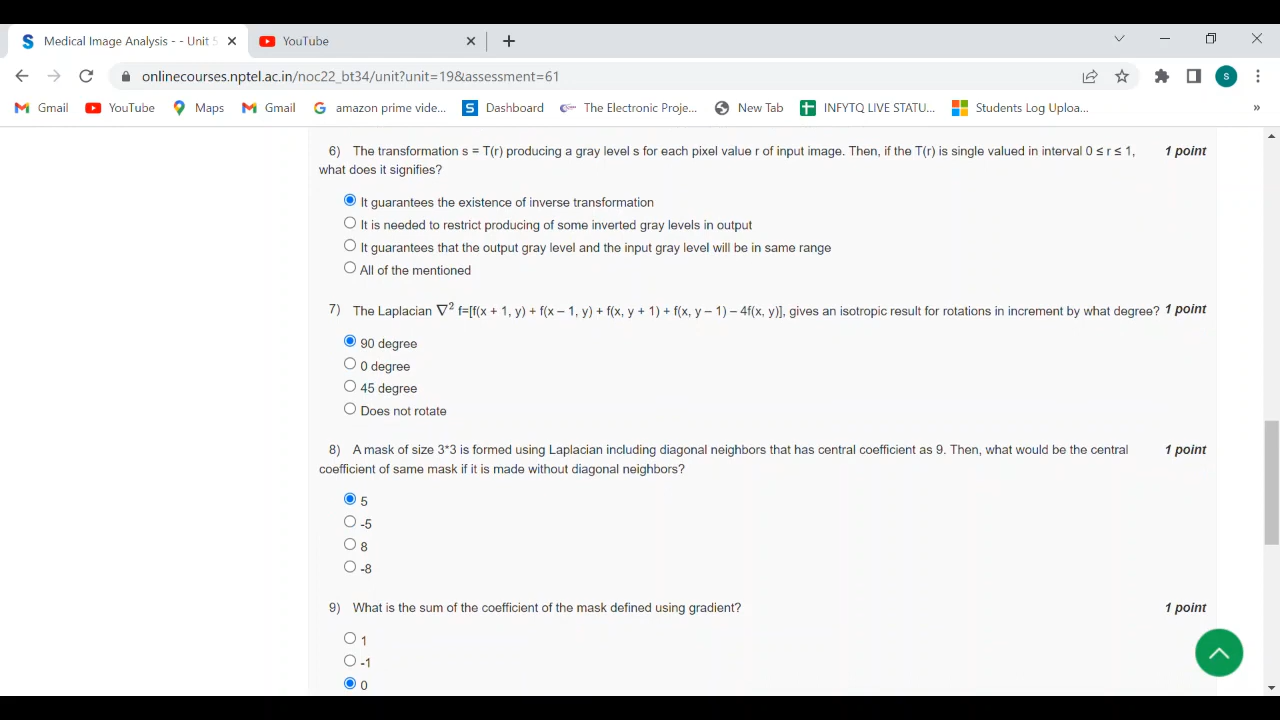 Medical Image Analysis - - Unit 5
YouTube
onlinecourses.nptel.ac.in/noc22_bt34/unit?unit=19&assessment=61
S
Gmail YouTube Maps Gmail amazon prime vide... Dashboard The Electronic Proje... New Tab INFYTQ LIVE STATU... Students Log Uploa... »
6) The transformation s = T(r) producing a gray level s for each pixel value r of input image. Then, if the T(r) is single valued in interval 0 ≤ r ≤ 1, 1 point
what does it signifies?
It guarantees the existence of inverse transformation
It is needed to restrict producing of some inverted gray levels in output
It guarantees that the output gray level and the input gray level will be in same range
All of the mentioned
7) The Laplacian ∇² f=[f(x + 1, y) + f(x – 1, y) + f(x, y + 1) + f(x, y – 1) – 4f(x, y)], gives an isotropic result for rotations in increment by what degree? 1 point
90 degree
0 degree
45 degree
Does not rotate
8) A mask of size 3*3 is formed using Laplacian including diagonal neighbors that has central coefficient as 9. Then, what would be the central 1 point
coefficient of same mask if it is made without diagonal neighbors?
5
-5
8
-8
9) What is the sum of the coefficient of the mask defined using gradient? 1 point
1
-1
0